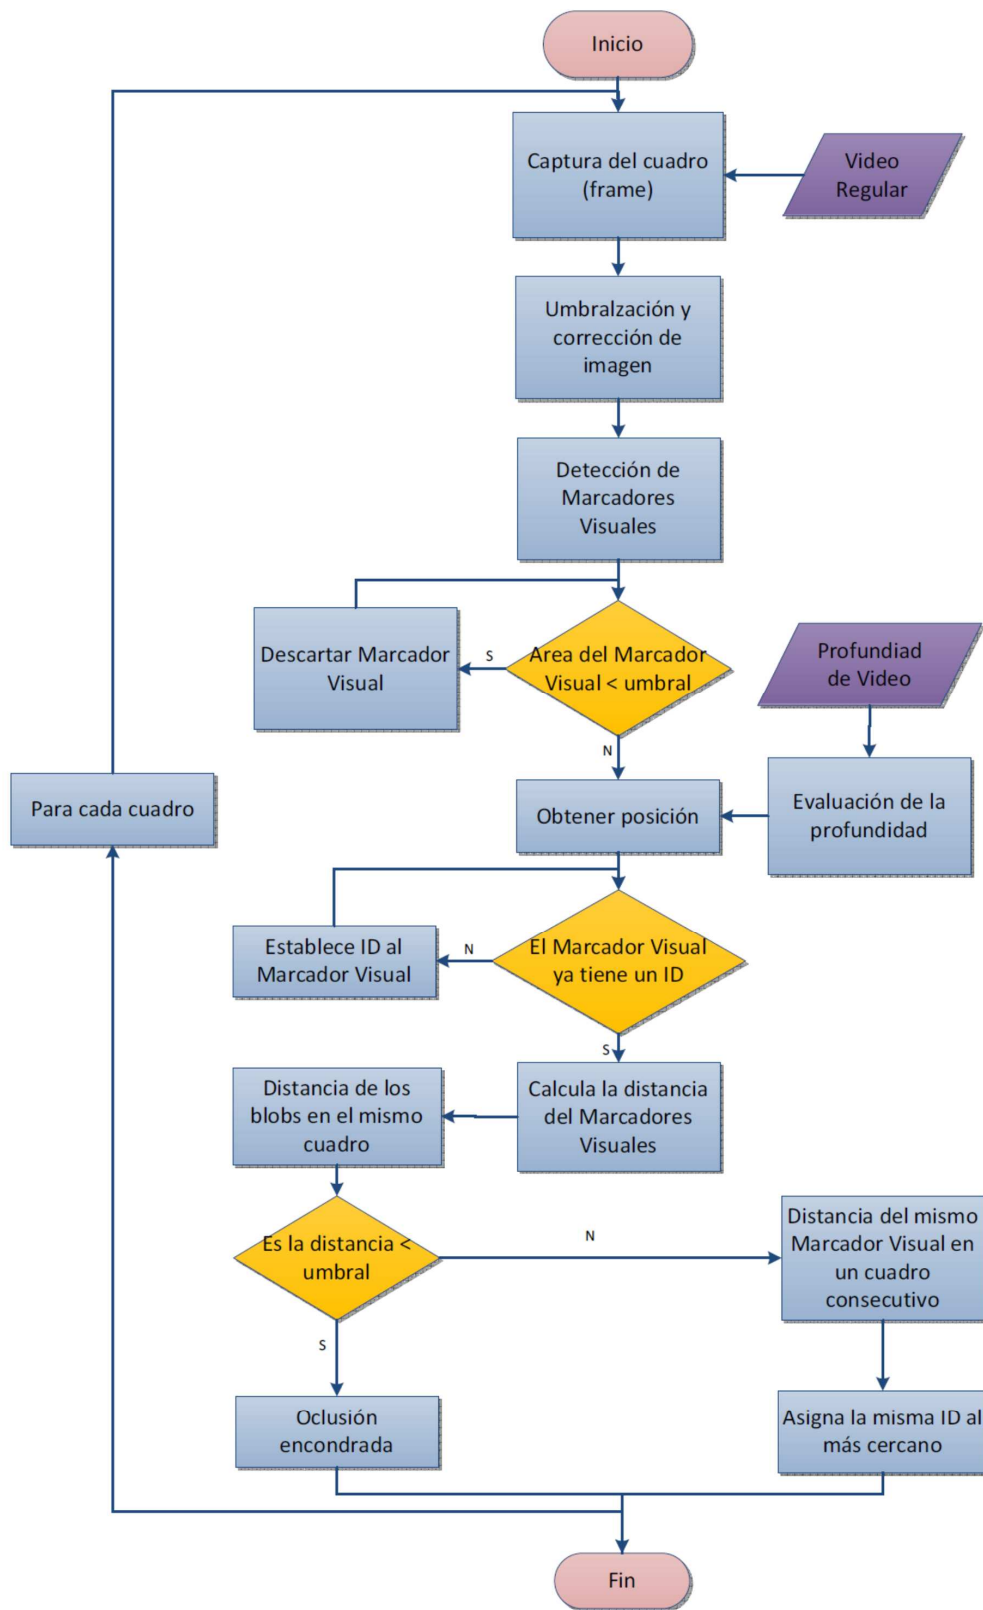 Inicio
Captura del cuadro
(frame)
Video
Regular
Umbralzación y
corrección de
imagen
Detección de
Marcadores
Visuales
Descartar Marcador
Visual
S
Area del Marcador
Visual < umbral
Profundiad
de Video
N
Para cada cuadro
Obtener posición
Evaluación de la
profundidad
Establece ID al
Marcador Visual
N
El Marcador Visual
ya tiene un ID
S
Distancia de los
blobs en el mismo
cuadro
Calcula la distancia
del Marcadores
Visuales
Es la distancia <
umbral
N
Distancia del mismo
Marcador Visual en
un cuadro
consecutivo
S
Oclusión
encondrada
Asigna la misma ID al
más cercano
Fin